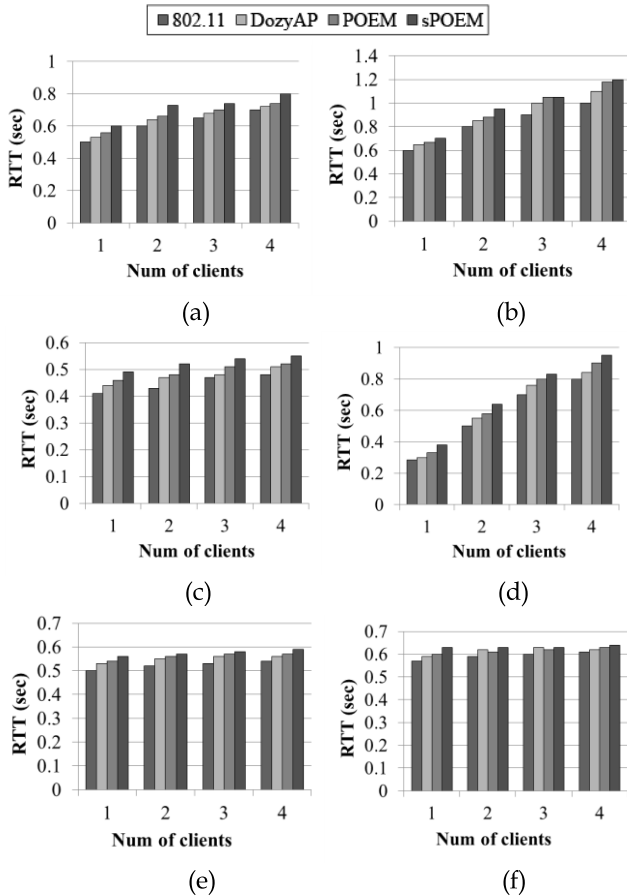 802.11 DozyAP POEM sPOEM
1
0.8
0.6
0.4
0.2
0
RTT (sec)
1 2 3 4
Num of clients
(a)
1.4
1.2
1
0.8
0.6
0.4
0.2
0
RTT (sec)
1 2 3 4
Num of clients
(b)
0.6
0.5
0.4
0.3
0.2
0.1
0
RTT (sec)
1 2 3 4
Num of clients
(c)
1
0.8
0.6
0.4
0.2
0
RTT (sec)
1 2 3 4
Num of clients
(d)
0.7
0.6
0.5
0.4
0.3
0.2
0.1
0
RTT (sec)
1 2 3 4
Num of clients
(e)
0.7
0.6
0.5
0.4
0.3
0.2
0.1
0
RTT (sec)
1 2 3 4
Num of clients
(f)